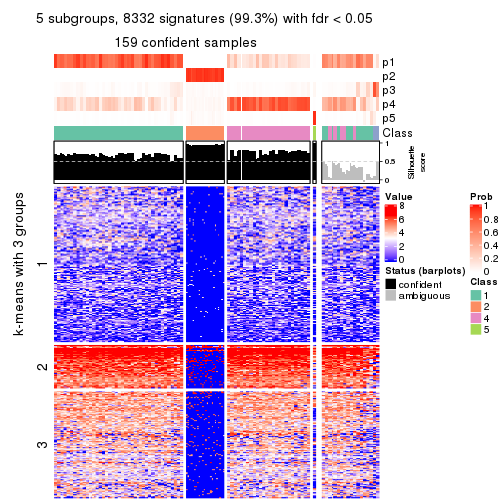 5 subgroups, 8332 signatures (99.3%) with fdr < 0.05
159 confident samples
p1
p2
p3
p4
p5
Class
1
0.5
0
Silhouette
score
k-means with 3 groups
1
2
3
Value
8
6
4
2
0
Status (barplots)
confident
ambiguous
Prob
1
0.8
0.6
0.4
0.2
0
Class
1
2
4
5